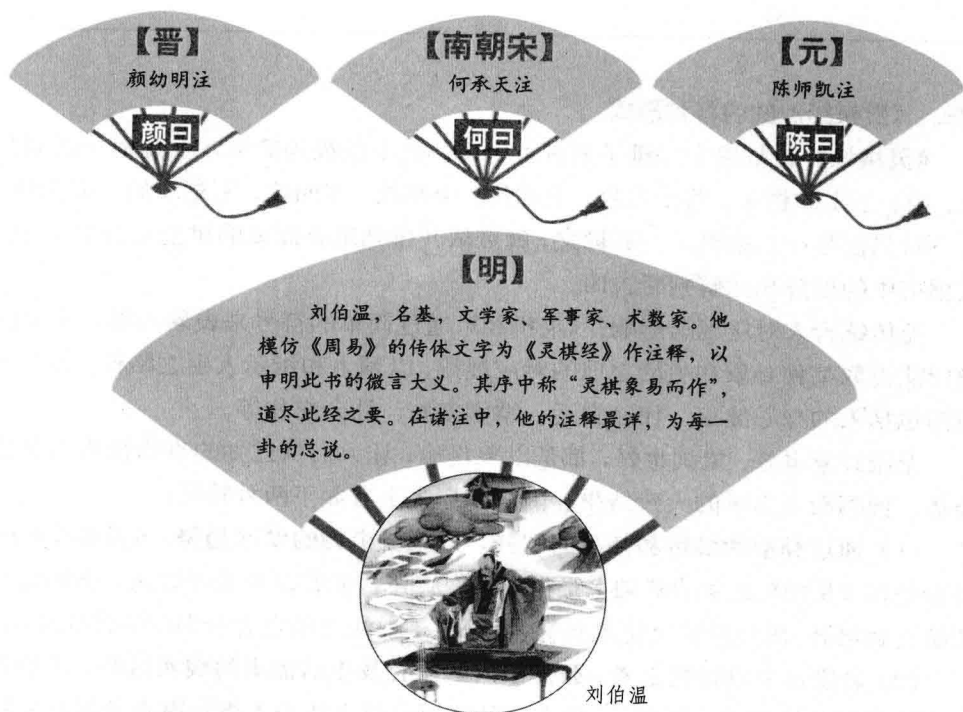 【晋】
颜幼明注
颜曰
【南朝宋】
何承天注
何曰
【元】
陈师凯注
陈曰
【明】
刘伯温，名基，文学家、军事家、术数家。他
模仿《周易》的传体文字为《灵棋经》作注释，以
申明此书的微言大义。其序中称“灵棋象易而作”，
道尽此经之要。在诸注中，他的注释最详，为每一
卦的总说。
刘伯温